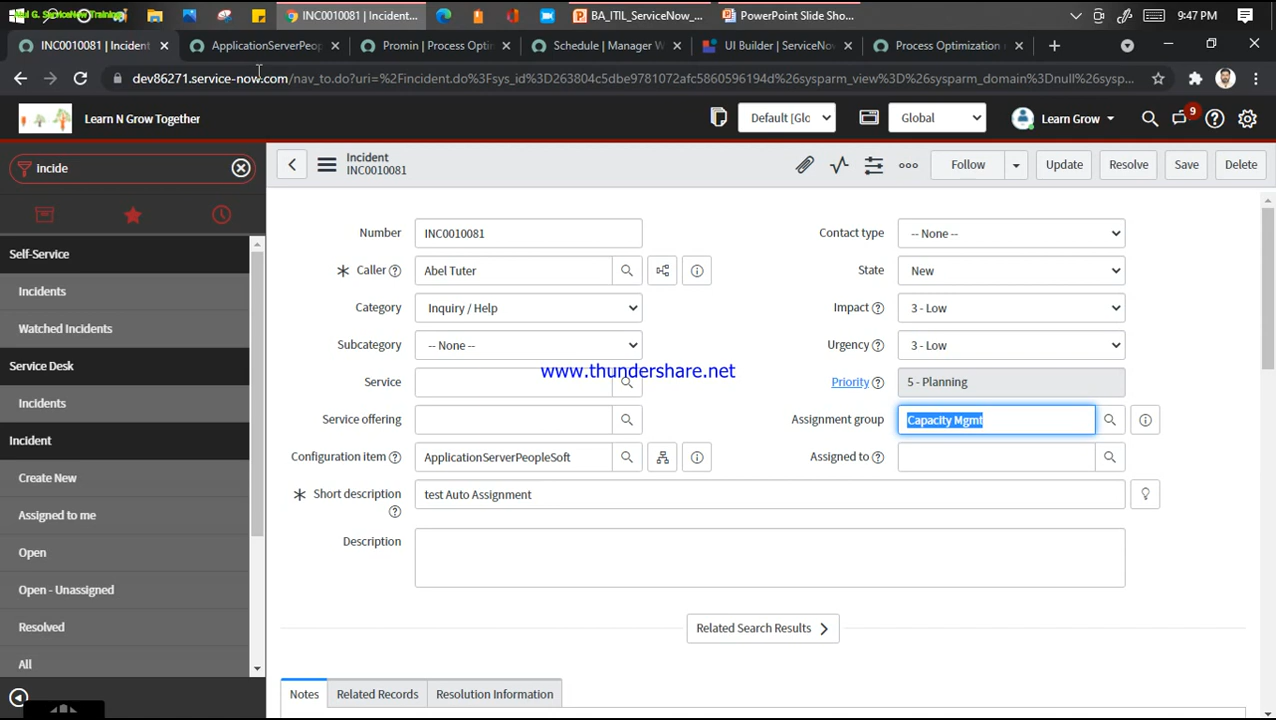 INC0010081 | Incident...
BA_ITIL_ServiceNow_...
PowerPoint Slide Sho...
9:47 PM
INC0010081 | Incident
ApplicationServerPeop
Promin | Process Opti
Schedule | Manager W
UI Builder | ServiceNo
Process Optimization
dev86271.service-now.com/nav_to.do?uri=%2Fincident.do%3Fsys_id%3D263804c5dbe9781072afc5809611594d%26sysparm_view%3D%26sysparm_domain%3Dnull%26sysp...
Learn N Grow Together
Default [Glo
Global
Learn Grow
9
incide
Incident
INC0010081
Follow
Update
Resolve
Save
Delete
Self-Service
Incidents
Watched Incidents
Service Desk
Incidents
Incident
Create New
Assigned to me
Open
Open - Unassigned
Resolved
All
Number
INC0010081
Contact type
-- None --
Caller
Abel Tuter
State
New
Category
Inquiry / Help
Impact
3 - Low
Subcategory
-- None --
Urgency
3 - Low
www.thundershare.net
Service
Priority
5 - Planning
Service offering
Assignment group
Capacity Mgmt
Configuration item
ApplicationServerPeopleSoft
Assigned to
Short description
test Auto Assignment
Description
Related Search Results
Notes
Related Records
Resolution Information